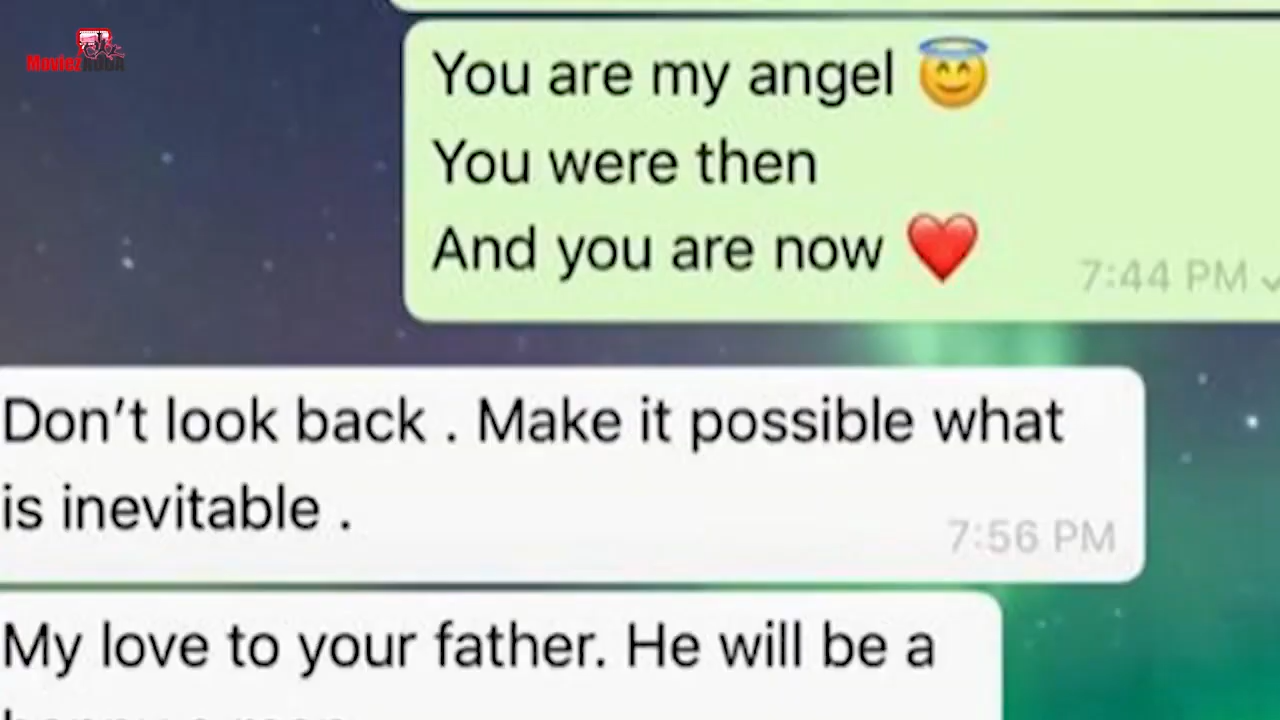 You are my angel 😇
You were then
And you are now ❤️
7:44 PM
Don't look back . Make it possible what
is inevitable .
7:56 PM
My love to your father. He will be a